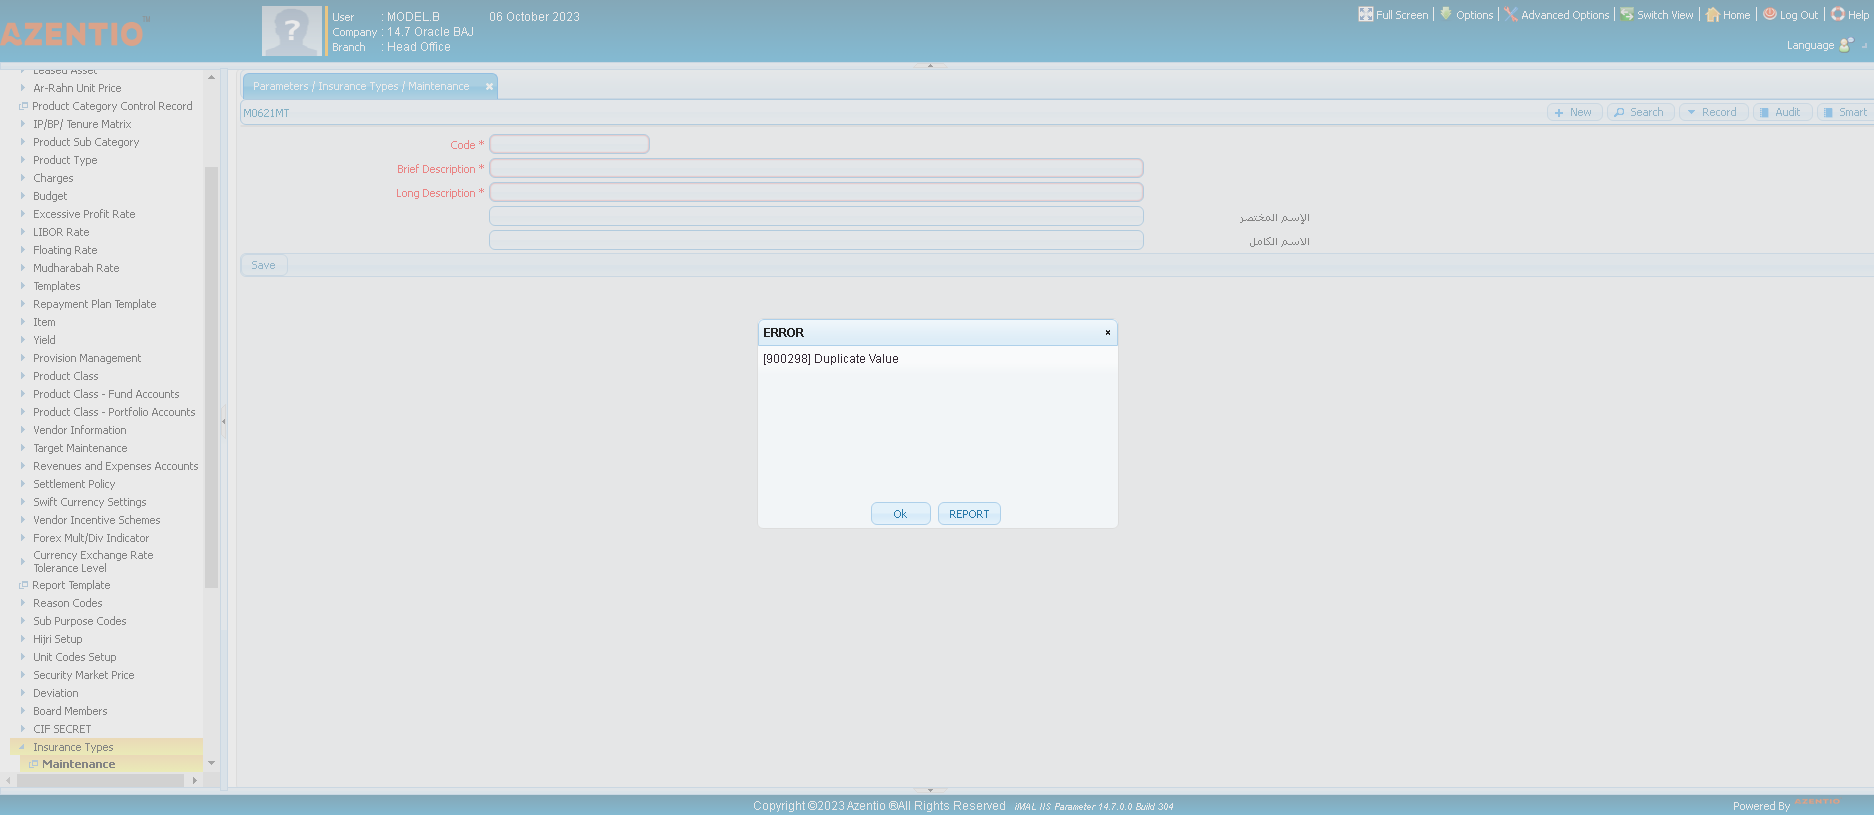 AZENTIO™
User : MODEL.B 06 October 2023
Company : 14.7 Oracle BAJ
Branch : Head Office
Full Screen | Options | Advanced Options | Switch View | Home | Log Out | Help
Language
Leased Asset
Ar-Rahn Unit Price
Product Category Control Record
IP/BP/ Tenure Matrix
Product Sub Category
Product Type
Charges
Budget
Excessive Profit Rate
LIBOR Rate
Floating Rate
Mudharabah Rate
Templates
Repayment Plan Template
Item
Yield
Provision Management
Product Class
Product Class - Fund Accounts
Product Class - Portfolio Accounts
Vendor Information
Target Maintenance
Revenues and Expenses Accounts
Settlement Policy
Swift Currency Settings
Vendor Incentive Schemes
Forex Mult/Div Indicator
Currency Exchange Rate
Tolerance Level
Report Template
Reason Codes
Sub Purpose Codes
Hijri Setup
Unit Codes Setup
Security Market Price
Deviation
Board Members
CIF SECRET
Insurance Types
Maintenance
Parameters / Insurance Types / Maintenance
M0621MT
New Search Record Audit Smart
Code *
Brief Description *
Long Description *
الإسم المختصر
الاسم الكامل
Save
ERROR
[900298] Duplicate Value
Ok REPORT
Copyright ©2023 Azentio ®All Rights Reserved iMAL IIS Parameter 14.7.0.0 Build 304
Powered By AZENTIO